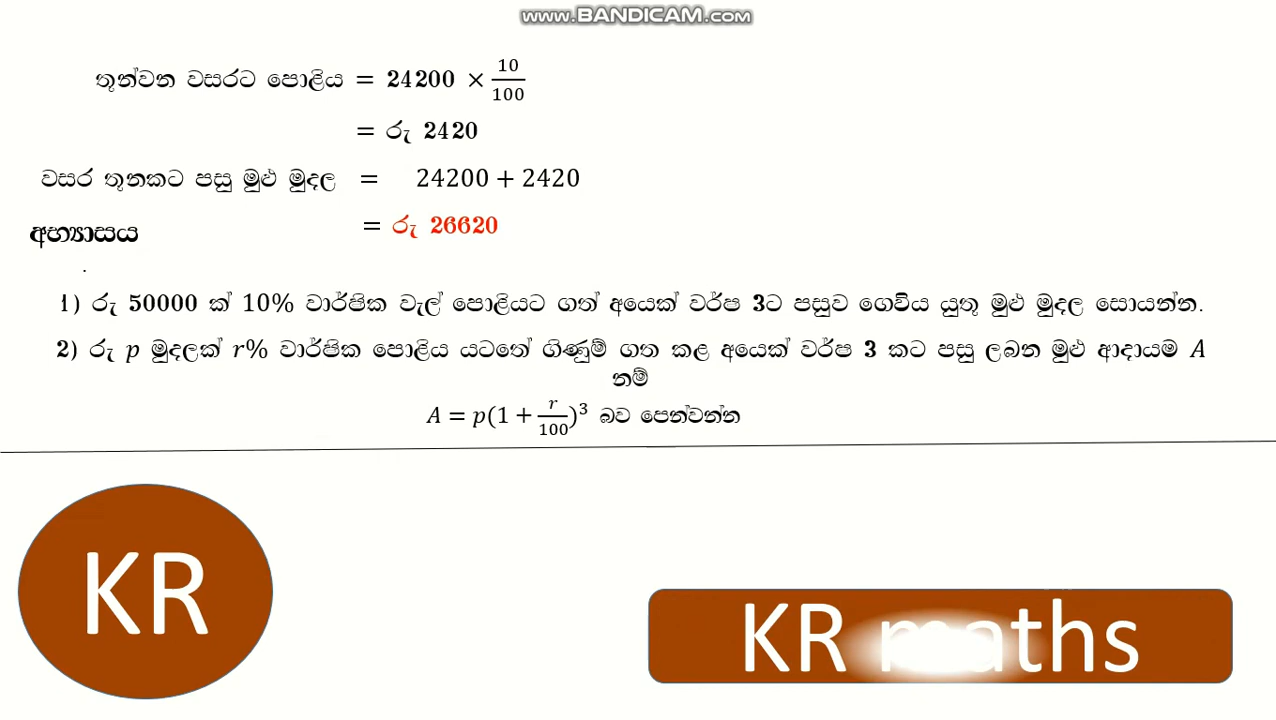 www.BANDICAM.com
තුන්වන වසරට පොළිය = 24200 × 10/100
= රු 2420
වසර තුනකට පසු මුළු මුදල = 24200 + 2420
= රු 26620
අභ්‍යාසය
1) රු 50000 ක් 10% වාර්ෂික වැල් පොළියට ගත් අයෙක් වර්ෂ 3ට පසුව ගෙවිය යුතු මුළු මුදල සොයන්න.
2) රු p මුදලක් r% වාර්ෂික පොළිය යටතේ ගිණුම් ගත කළ අයෙක් වර්ෂ 3 කට පසු ලබන මුළු ආදායම A
නම්
A = p(1 + r/100)³ බව පෙන්වන්න
KR
KR maths